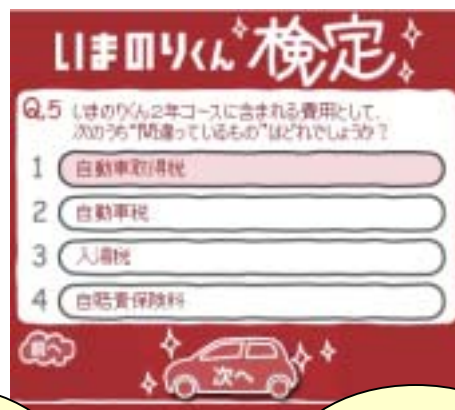 いまのりくん検定
Q.5 いまのりくん2年コースに含まれる費用として、
次のうち"間違っているもの"はどれでしょうか?
1 自動車取得税
2 自動車税
3 入湯税
4 自賠責保険料
前へ
次へ